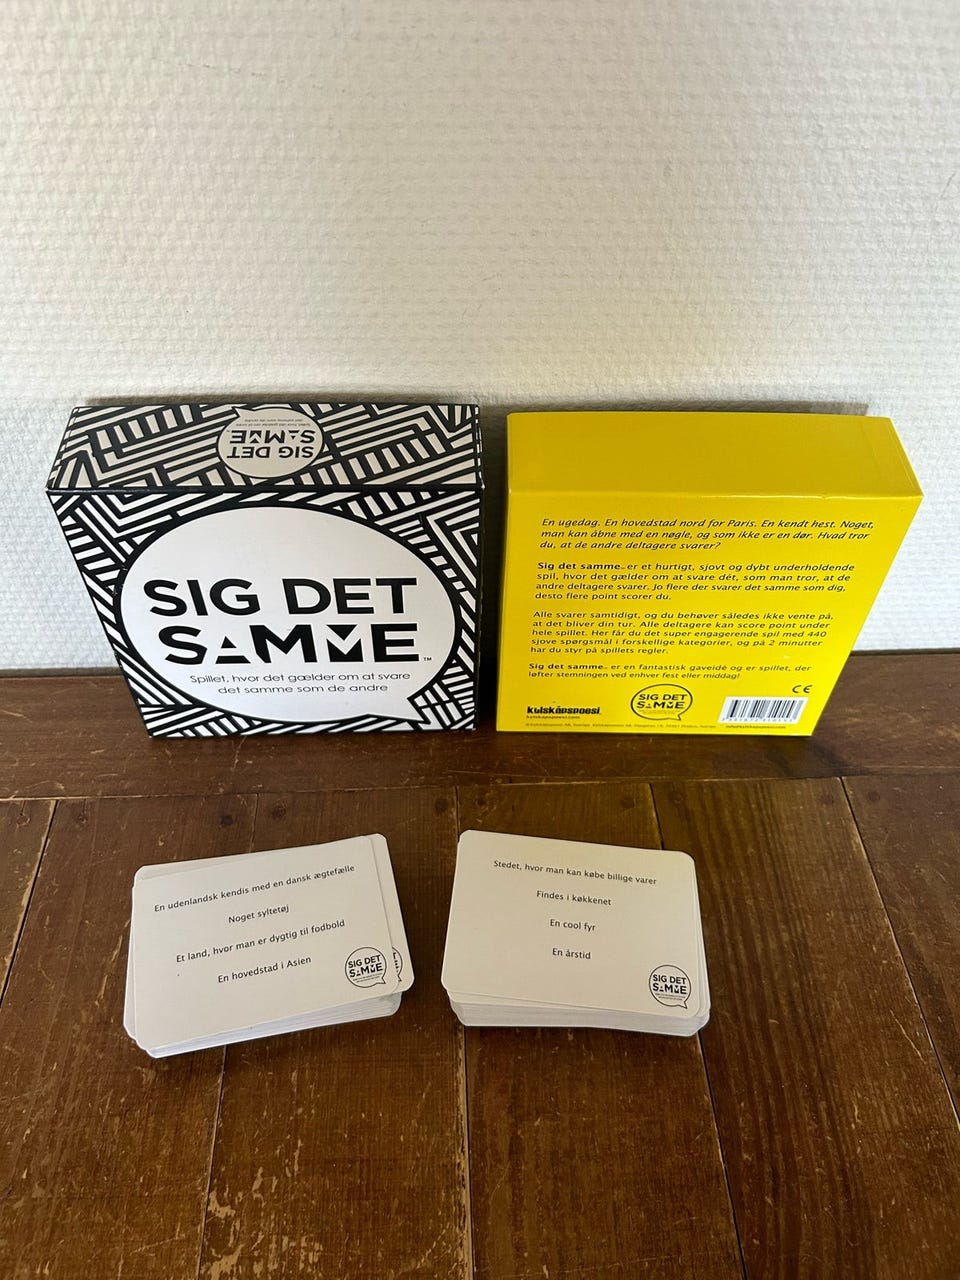 SIG DET
SAMME
SIG DET
SAMME™
Spillet, hvor det gælder om at svare
det samme som de andre
En ugedag. En hovedstad nord for Paris. En kendt hest. Noget,
man kan åbne med en nøgle, og som ikke er en dør. Hvad tror
du, at de andre deltagere svarer?
Sig det samme™ er et hurtigt, sjovt og dybt underholdende
spil, hvor det gælder om at svare dét, som man tror, at de
andre deltagere svarer. Jo flere der svarer det samme som dig,
desto flere point scorer du.
Alle svarer samtidigt, og du behøver således ikke vente på,
at det bliver din tur. Alle deltagere kan score point under
hele spillet. Her får du det super engagerende spil med 440
sjove spørgsmål i forskellige kategorier, og på 2 minutter
har du styr på spillets regler.
Sig det samme™ er en fantastisk gaveidé og er spillet, der
løfter stemningen ved enhver fest eller middag!
CE
kylskåpspoesi
kylskapspoesi.com
SIG DET
SAMME
En udenlandsk kendis med en dansk ægtefælle
Noget syltetøj
Et land, hvor man er dygtig til fodbold
En hovedstad i Asien
SIG DET
SAMME
Stedet, hvor man kan købe billige varer
Findes i køkkenet
En cool fyr
En årstid
SIG DET
SAMME